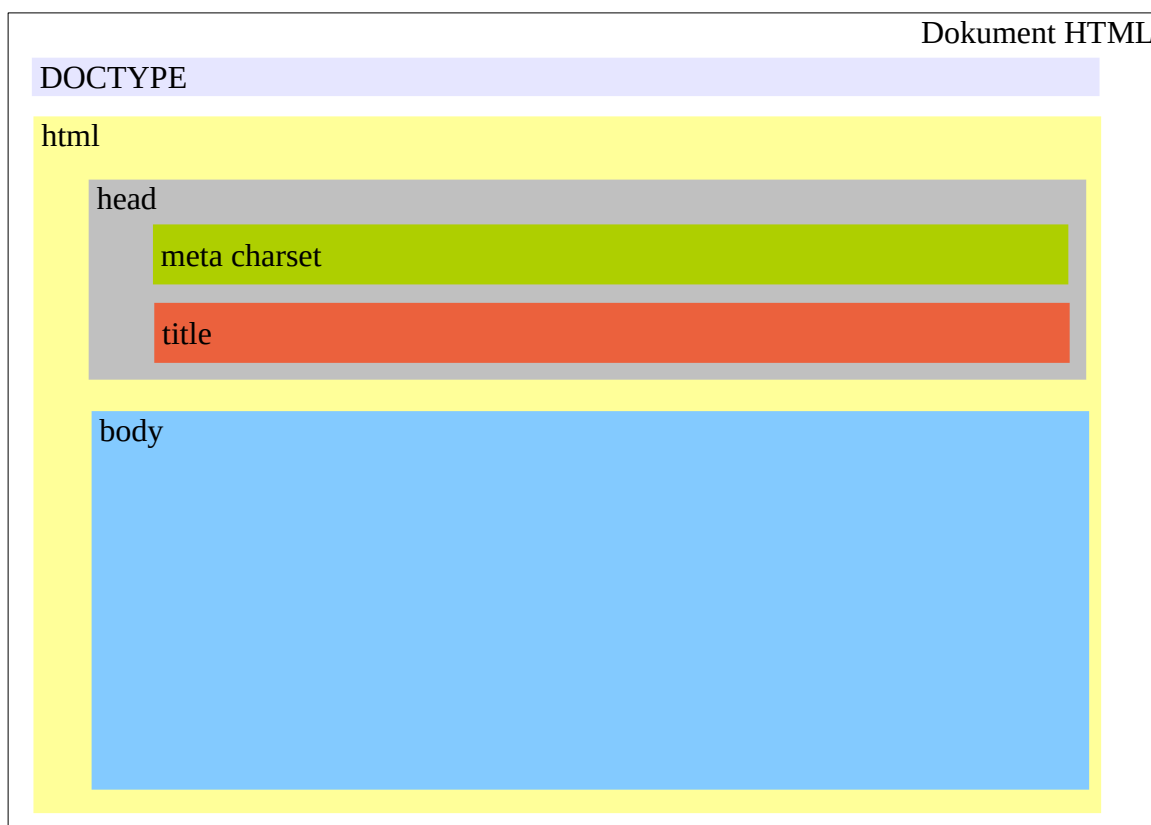 Dokument HTML
DOCTYPE
html
head
meta charset
title
body